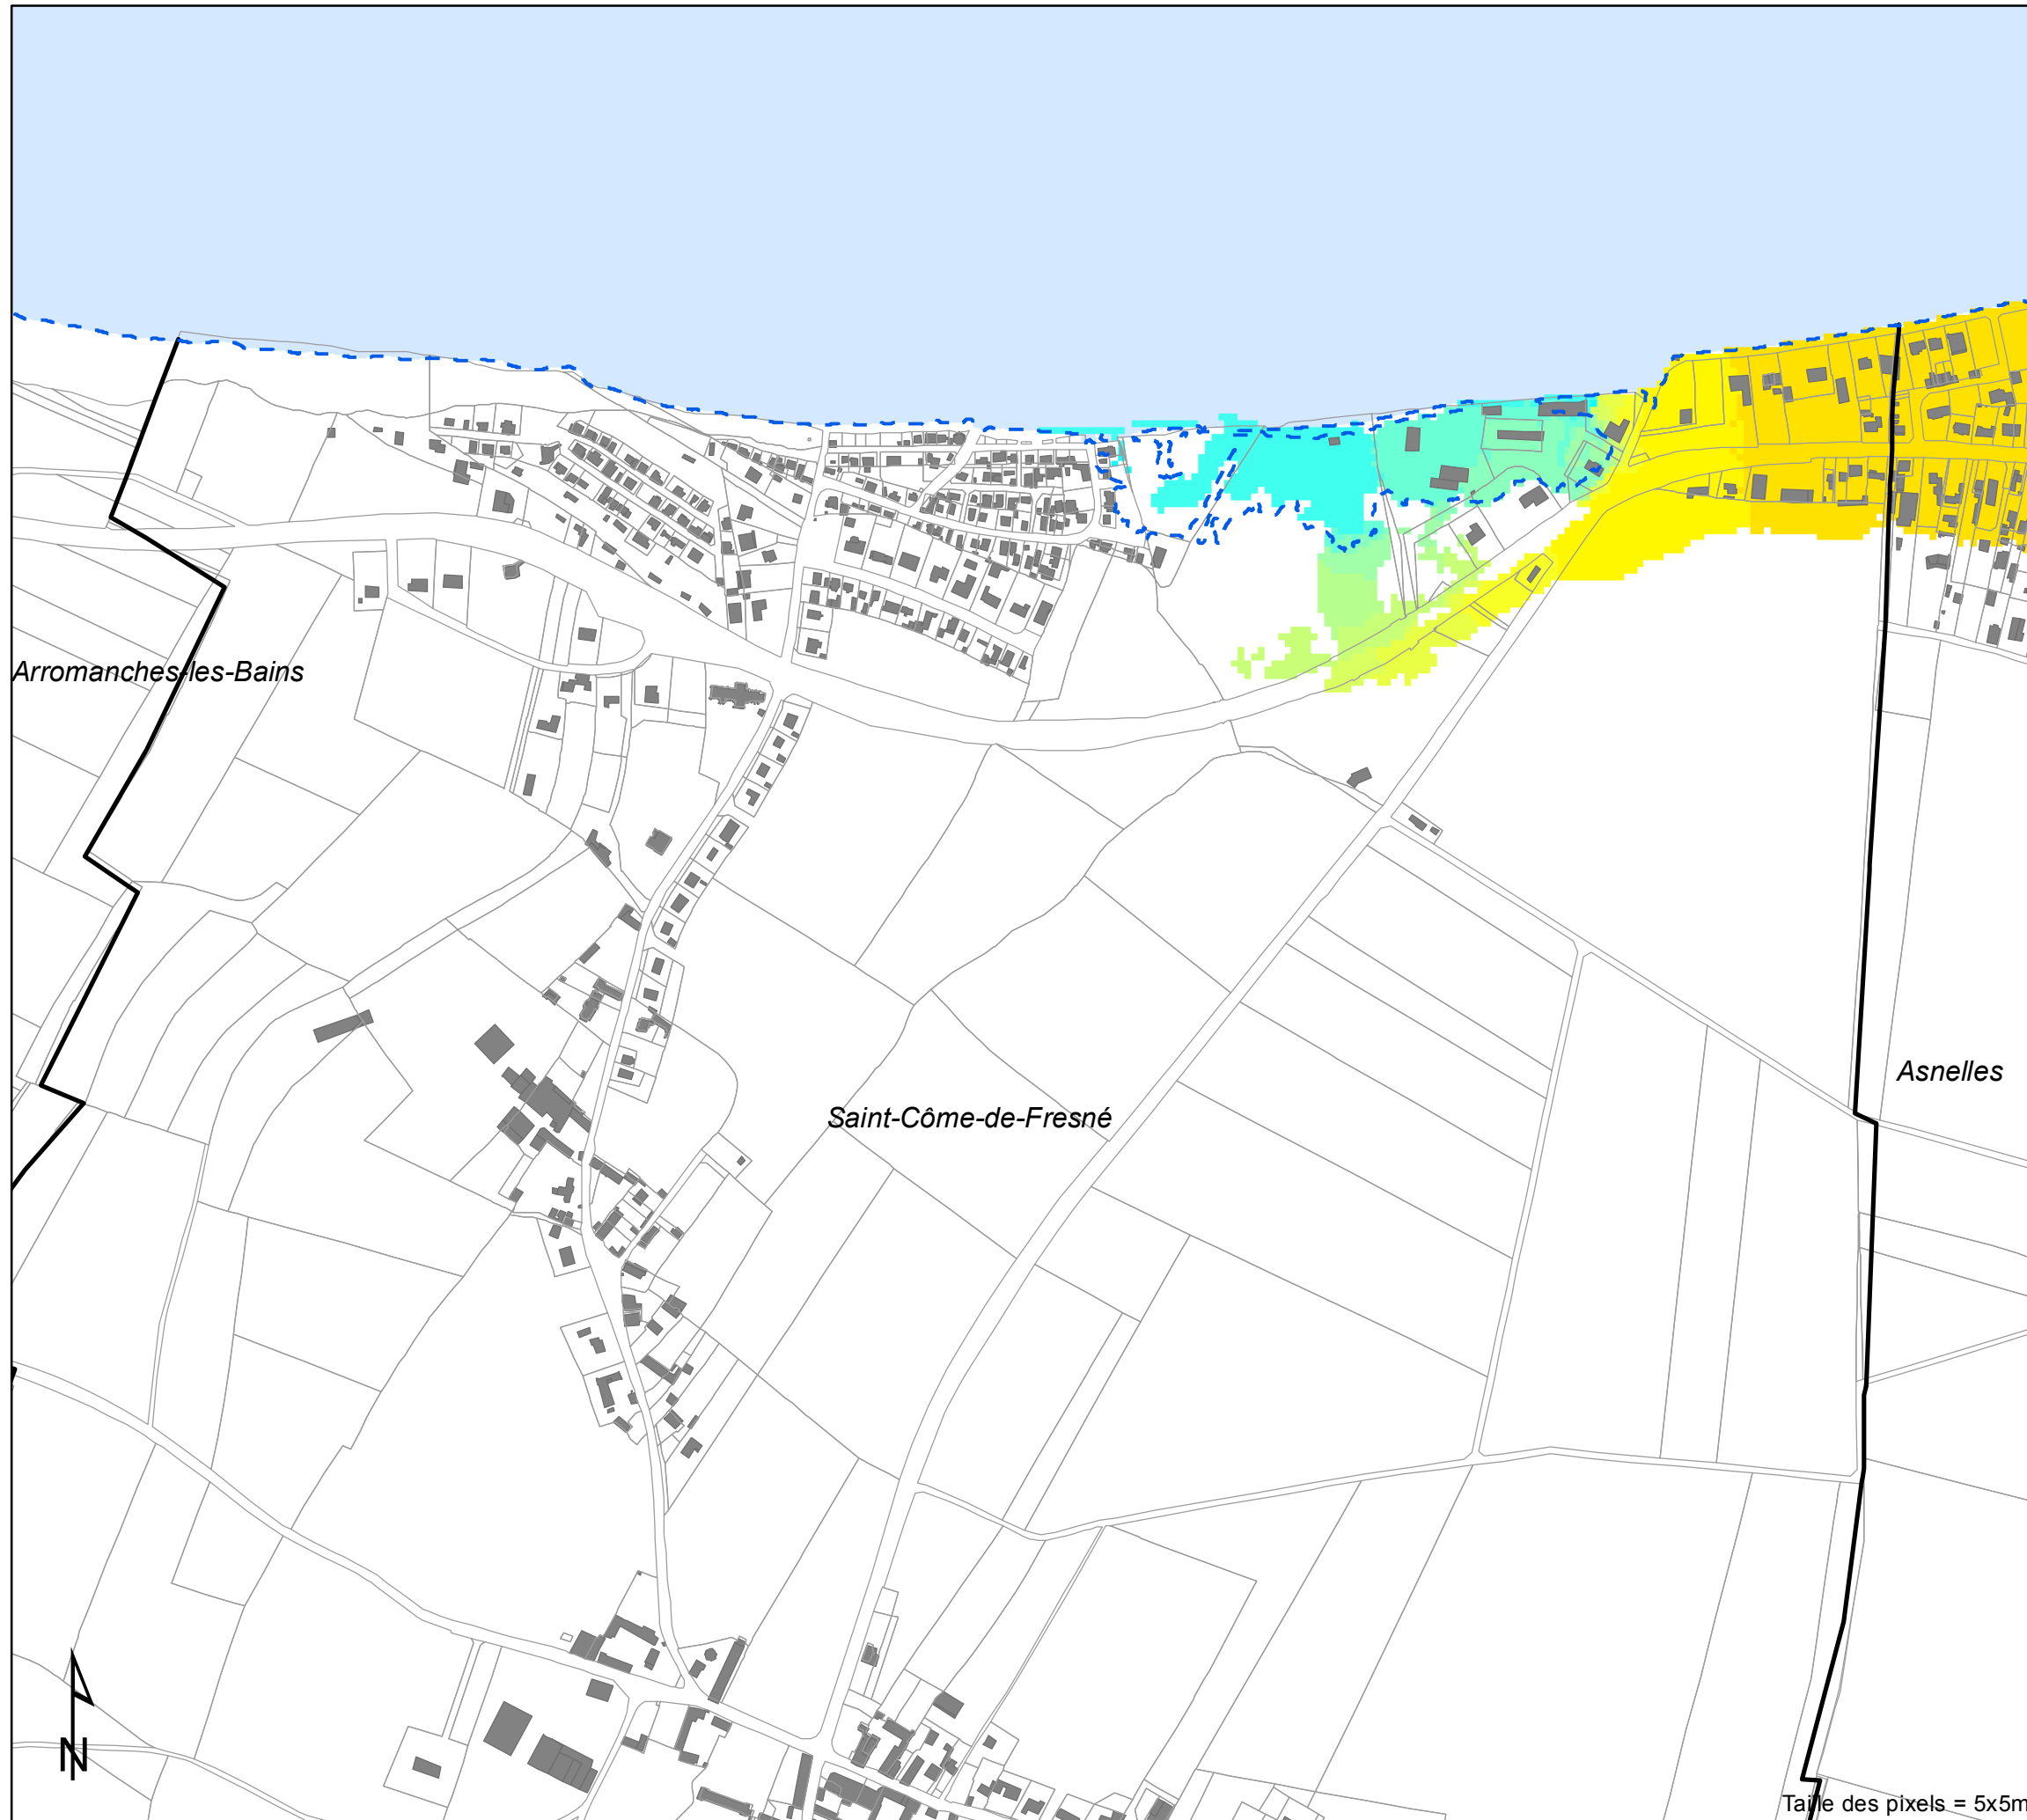 Arromanches-les-Bains
Asnelles
Saint-Côme-de-Fresné
N
Taille des pixels = 5x5m